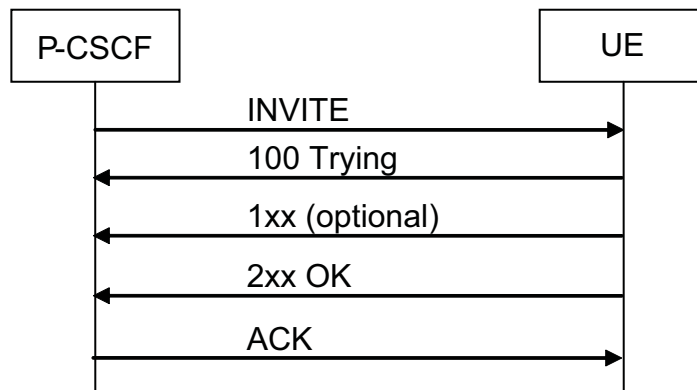 P-CSCF
UE
INVITE
100 Trying
1xx (optional)
2xx OK
ACK